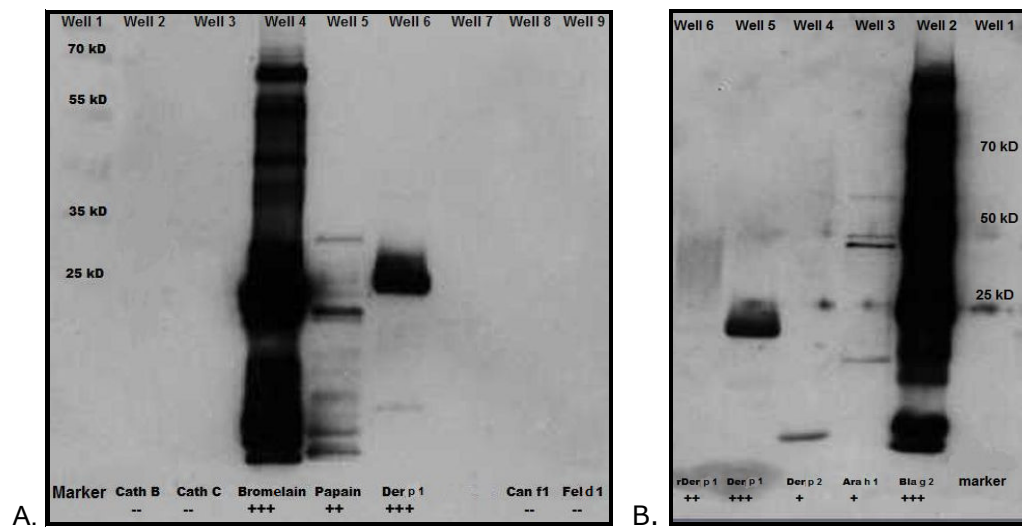 Well 1 Well 2 Well 3 Well 4 Well 5 Well 6 Well 7 Well 8 Well 9
70 kD
55 kD
35 kD
25 kD
Marker Cath B Cath C Bromelain Papain Der p 1 Can f1 Fel d 1
-- -- +++ ++ +++ -- --
A.
Well 6 Well 5 Well 4 Well 3 Well 2 Well 1
70 kD
50 kD
25 kD
rDer p 1 Der p 1 Der p 2 Ara h 1 Bla g 2 marker
++ +++ + + +++
B.